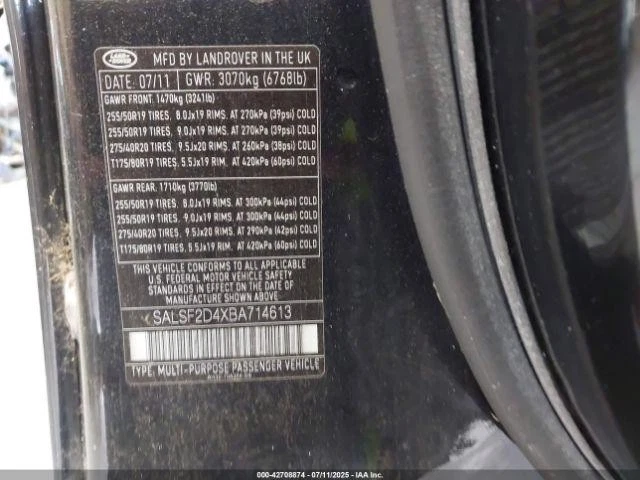 LAND ROVER
MFD BY LANDROVER IN THE UK
DATE: 07/11 GWR: 3070kg (6768lb)
GAWR FRONT: 1470kg (3241lb)
255/50R19 TIRES, 8.0Jx19 RIMS, AT 270kPa (39psi) COLD
255/50R19 TIRES, 9.0Jx19 RIMS, AT 270kPa (39psi) COLD
275/40R20 TIRES, 9.5Jx20 RIMS, AT 260kPa (38psi) COLD
T175/80R19 TIRES, 5.5Jx19 RIM, AT 420kPa (60psi) COLD
GAWR REAR: 1710kg (3770lb)
255/50R19 TIRES, 8.0Jx19 RIMS, AT 300kPa (44psi) COLD
255/50R19 TIRES, 9.0Jx19 RIMS, AT 300kPa (44psi) COLD
275/40R20 TIRES, 9.5Jx20 RIMS, AT 290kPa (42psi) COLD
T175/80R19 TIRES, 5.5Jx19 RIM, AT 420kPa (60psi) COLD
THIS VEHICLE CONFORMS TO ALL APPLICABLE
U.S. FEDERAL MOTOR VEHICLE SAFETY
STANDARDS IN EFFECT ON THE DATE OF
MANUFACTURE SHOWN ABOVE.
SALSF2D4XBA714613
TYPE: MULTI-PURPOSE PASSENGER VEHICLE
000-42708874 / 07/11/2025 / IAA Inc.